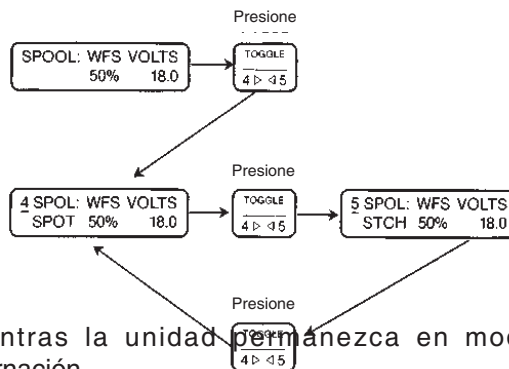 Presione
SPOOL: WFS VOLTS
50% 18.0
TOGGLE
4 ▷ ◁ 5
Presione
4 SPOL: WFS VOLTS
SPOT 50% 18.0
TOGGLE
4 ▷ ◁ 5
5 SPOL: WFS VOLTS
STCH 50% 18.0
Presione
TOGGLE
4 ▷ ◁ 5
ntras la unidad permanezca en mod
rnación